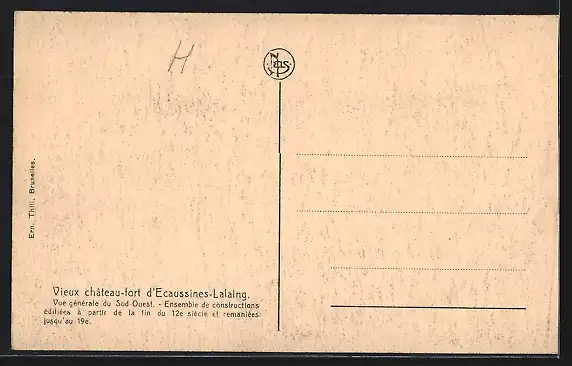 H
Nels
Ern. Thill, Bruxelles.
Vieux château-fort d'Ecaussines-Lalaing.
Vue générale du Sud-Ouest. - Ensemble de constructions
édifiées à partir de la fin du 12e siècle et remaniées
jusqu'au 19e.